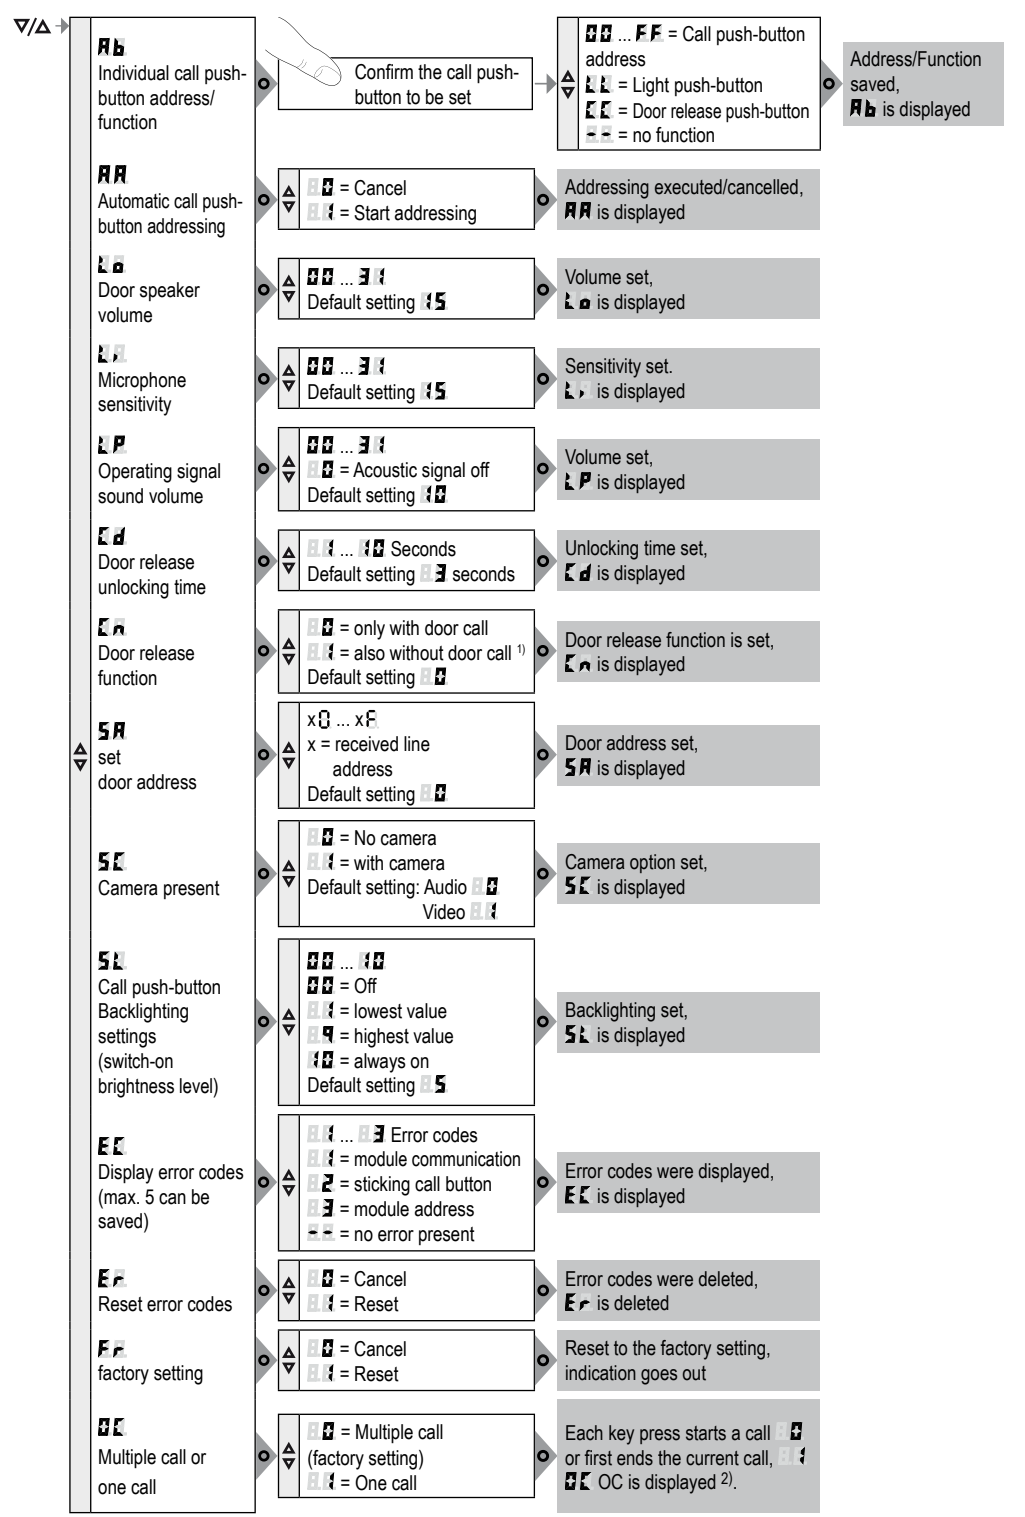 ▽/△
Ab
Individual call push-
button address/
function
Confirm the call push-
button to be set
00 ... FF = Call push-button
address
LL = Light push-button
CC = Door release push-button
-- = no function
Address/Function
saved,
Ab is displayed
AA
Automatic call push-
button addressing
0 = Cancel
1 = Start addressing
Addressing executed/cancelled,
AA is displayed
Lo
Door speaker
volume
00 ... 31
Default setting 15
Volume set,
Lo is displayed
Li
Microphone
sensitivity
00 ... 31
Default setting 15
Sensitivity set.
Li is displayed
LP
Operating signal
sound volume
00 ... 31
0 = Acoustic signal off
Default setting 10
Volume set,
LP is displayed
Cd
Door release
unlocking time
1 ... 10 Seconds
Default setting 3 seconds
Unlocking time set,
Cd is displayed
Cn
Door release
function
0 = only with door call
1 = also without door call 1)
Default setting 0
Door release function is set,
Cn is displayed
SA
set
door address
x0 ... xF
x = received line
address
Default setting 0
Door address set,
SA is displayed
SC
Camera present
0 = No camera
1 = with camera
Default setting: Audio 0
Video 1
Camera option set,
SC is displayed
SL
Call push-button
Backlighting
settings
(switch-on
brightness level)
00 ... 10
00 = Off
1 = lowest value
9 = highest value
10 = always on
Default setting 5
Backlighting set,
SL is displayed
EC
Display error codes
(max. 5 can be
saved)
1 ... 3 Error codes
1 = module communication
2 = sticking call button
3 = module address
-- = no error present
Error codes were displayed,
EC is displayed
Er
Reset error codes
0 = Cancel
1 = Reset
Error codes were deleted,
Er is deleted
Fr
factory setting
0 = Cancel
1 = Reset
Reset to the factory setting,
indication goes out
OC
Multiple call or
one call
0 = Multiple call
(factory setting)
1 = One call
Each key press starts a call 0
or first ends the current call, 1
OC OC is displayed 2).